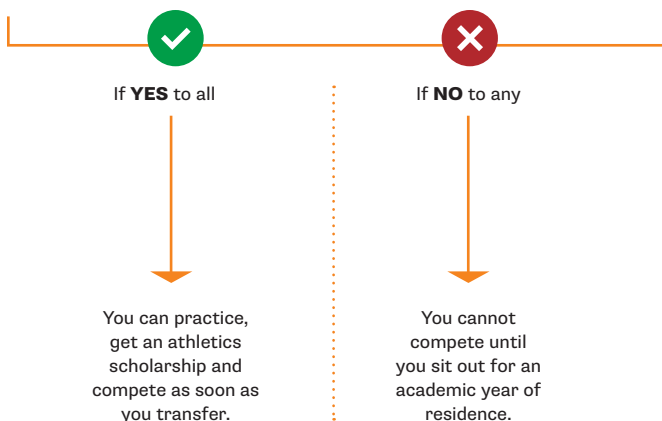 If YES to all
If NO to any
You can practice,
get an athletics
scholarship and
compete as soon as
you transfer.
You cannot
compete until
you sit out for an
academic year of
residence.